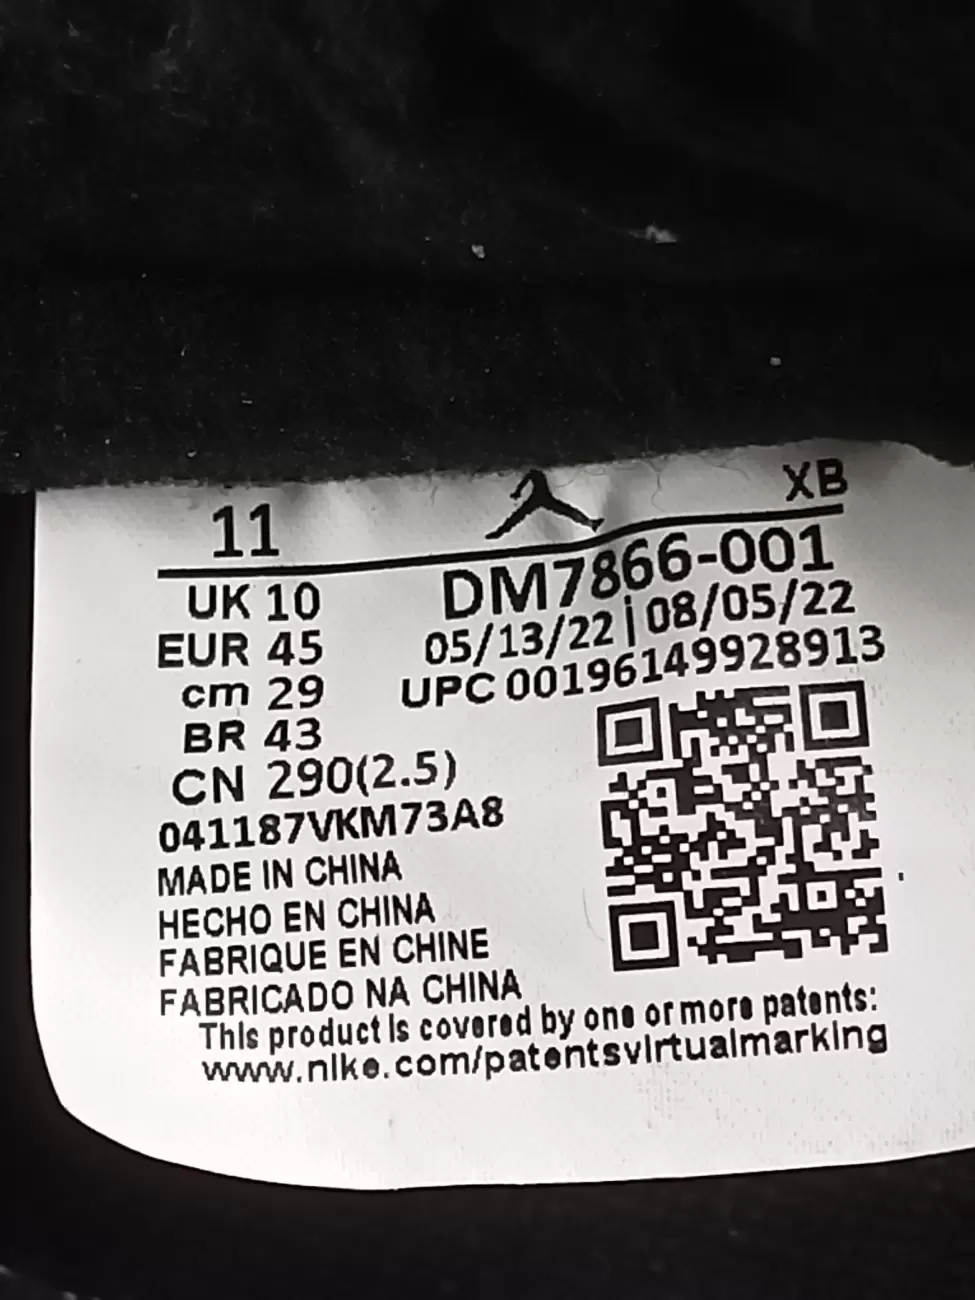 11 XB
UK 10 DM7866-001
EUR 45 05/13/22 | 08/05/22
cm 29 UPC 00196149928913
BR 43
CN 290(2.5)
041187VKM73A8
MADE IN CHINA
HECHO EN CHINA
FABRIQUE EN CHINE
FABRICADO NA CHINA
This product is covered by one or more patents:
www.nike.com/patentsvirtualmarking